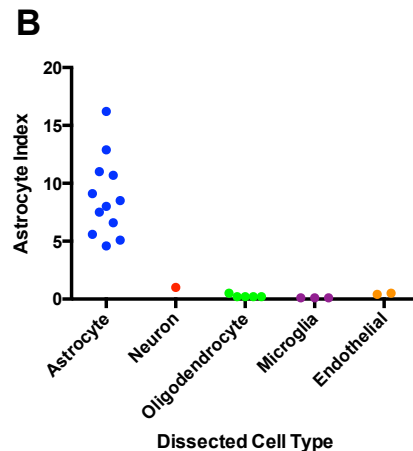 B
20
15
10
5
0
Astrocyte Index
Astrocyte
Neuron
Oligodendrocyte
Microglia
Endothelial
Dissected Cell Type